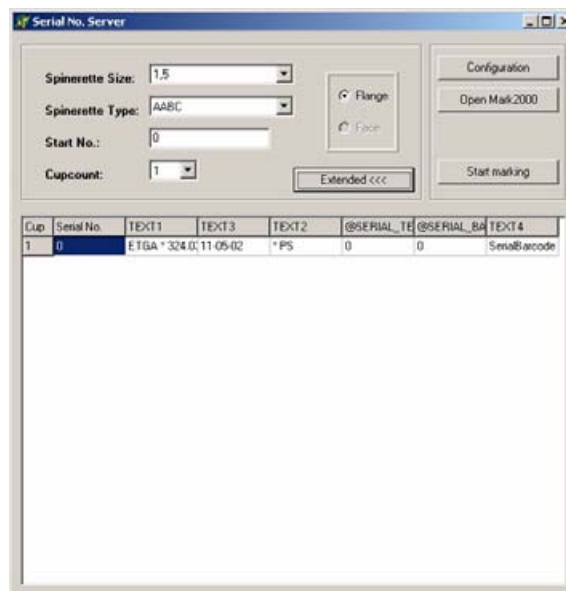 Serial No. Server
Spinerette Size:
1,5
Spinerette Type:
AABC
Start No.:
0
Cupcount:
1
Flange
Face
Extended <<<
Configuration
Open Mark2000
Start marking
Cup Serial No. TEXT1 TEXT3 TEXT2 @SERIAL_TE @SERIAL_BA TEXT4
1 0 ETGA * 324.0 11-05-02 * PS 0 0 SerialBarcode